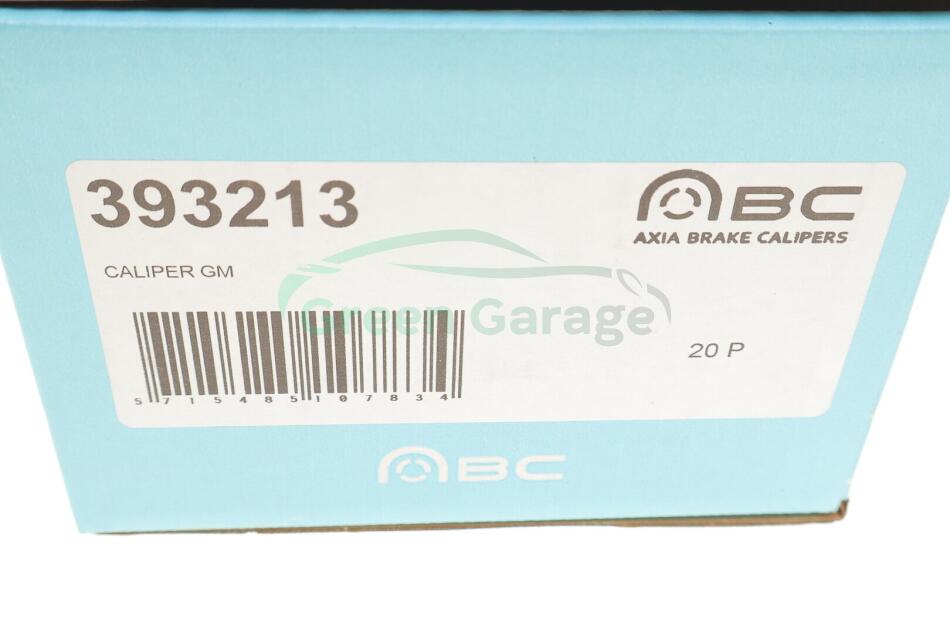 393213
ABC
AXIA BRAKE CALIPERS
CALIPER GM
Green Garage
20 P
5715485107834
ABC